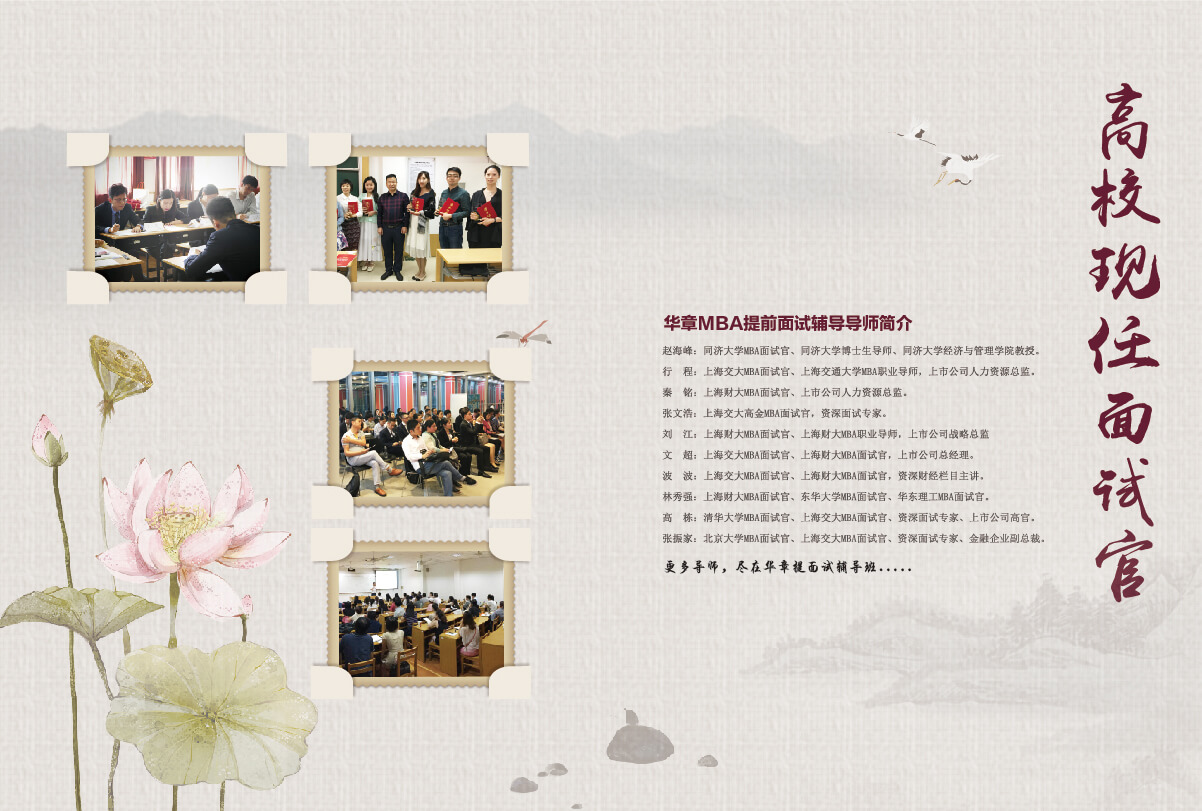 高校现任面试官
华章MBA提前面试辅导导师简介
赵海峰：同济大学MBA面试官、同济大学博士生导师、同济大学经济与管理学院教授。
行　程：上海交大MBA面试官、上海交通大学MBA职业导师，上市公司人力资源总监。
秦　铭：上海财大MBA面试官、上市公司人力资源总监。
张文浩：上海交大高金MBA面试官，资深面试专家。
刘　江：上海财大MBA面试官、上海财大MBA职业导师，上市公司战略总监
文　超：上海交大MBA面试官、上海财大MBA面试官，上市公司总经理。
波　波：上海交大MBA面试官、上海财大MBA面试官，资深财经栏目主讲。
林秀强：上海财大MBA面试官、东华大学MBA面试官、华东理工MBA面试官。
高　栋：清华大学MBA面试官、上海交大MBA面试官、资深面试专家、上市公司高官。
张振家：北京大学MBA面试官、上海交大MBA面试官、资深面试专家、金融企业副总裁。
更多导师，尽在华章提面试辅导班.....